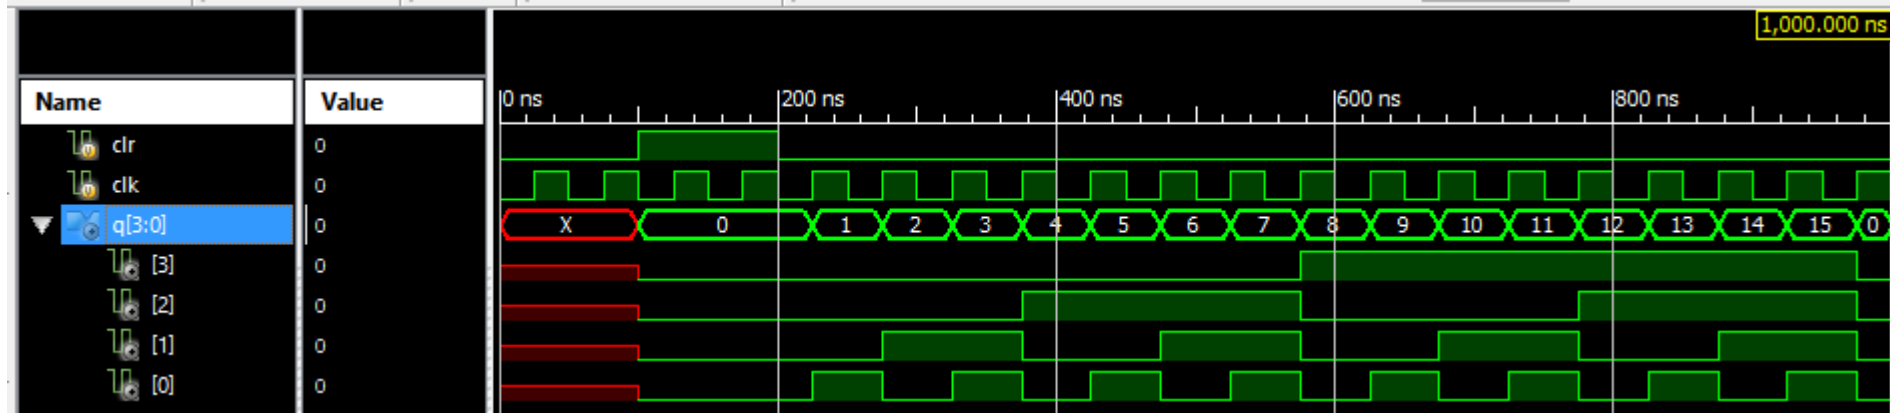 1,000.000 ns
Name Value 0 ns 200 ns 400 ns 600 ns 800 ns
clr 0
clk 0
q[3:0] 0 X 0 1 2 3 4 5 6 7 8 9 10 11 12 13 14 15 0
[3] 0
[2] 0
[1] 0
[0] 0